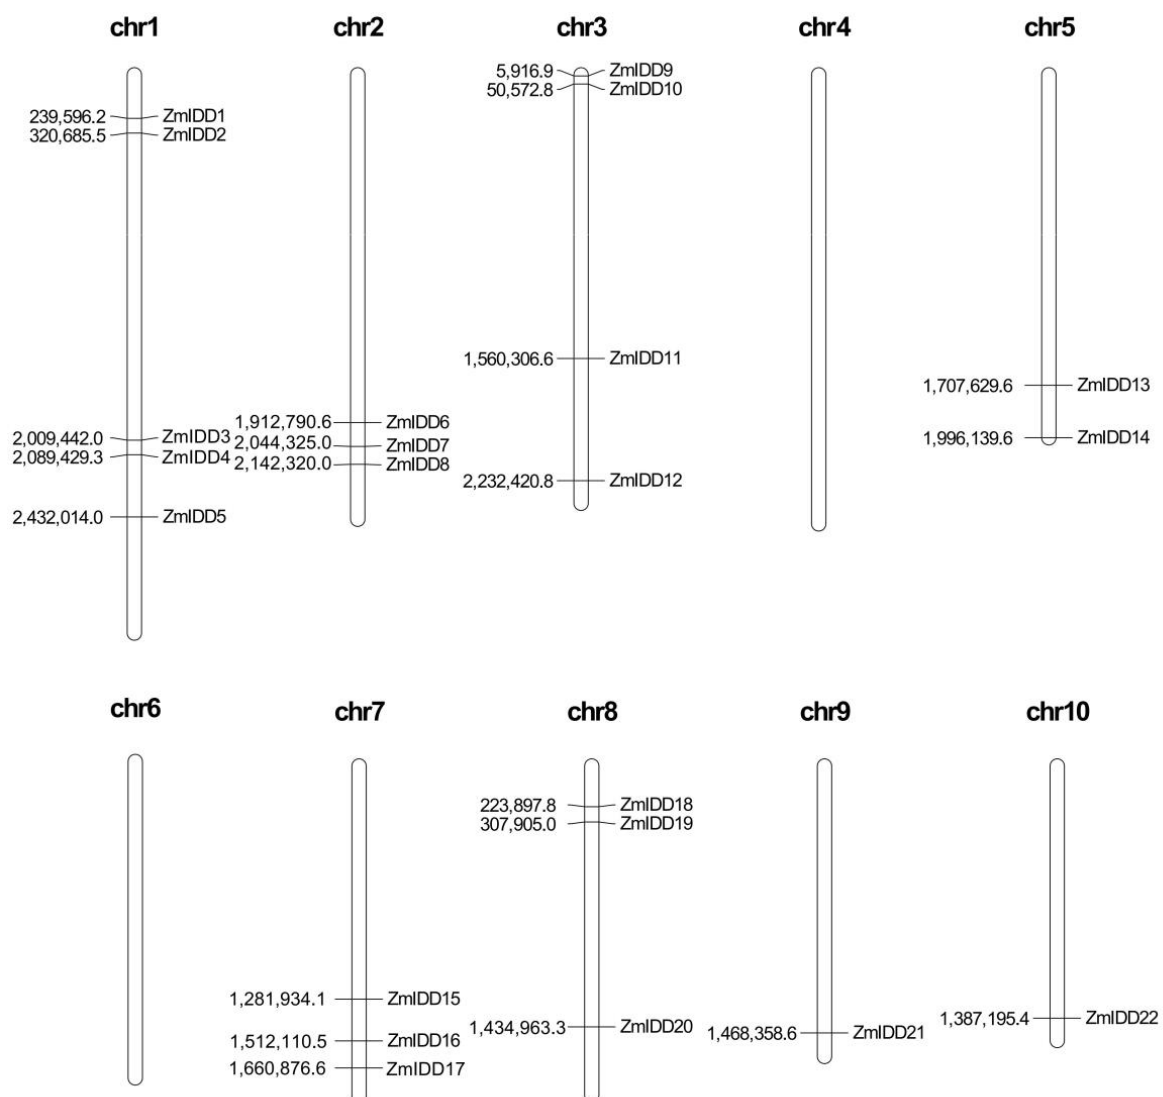 chr1 chr2 chr3 chr4 chr5
5,916.9 ZmIDD9
50,572.8 ZmIDD10
239,596.2 ZmIDD1
320,685.5 ZmIDD2
1,560,306.6 ZmIDD11
1,707,629.6 ZmIDD13
1,912,790.6 ZmIDD6
2,009,442.0 ZmIDD3 2,044,325.0 ZmIDD7 1,996,139.6 ZmIDD14
2,089,429.3 ZmIDD4 2,142,320.0 ZmIDD8
2,232,420.8 ZmIDD12
2,432,014.0 ZmIDD5
chr6 chr7 chr8 chr9 chr10
223,897.8 ZmIDD18
307,905.0 ZmIDD19
1,281,934.1 ZmIDD15
1,387,195.4 ZmIDD22
1,434,963.3 ZmIDD20 1,468,358.6 ZmIDD21
1,512,110.5 ZmIDD16
1,660,876.6 ZmIDD17